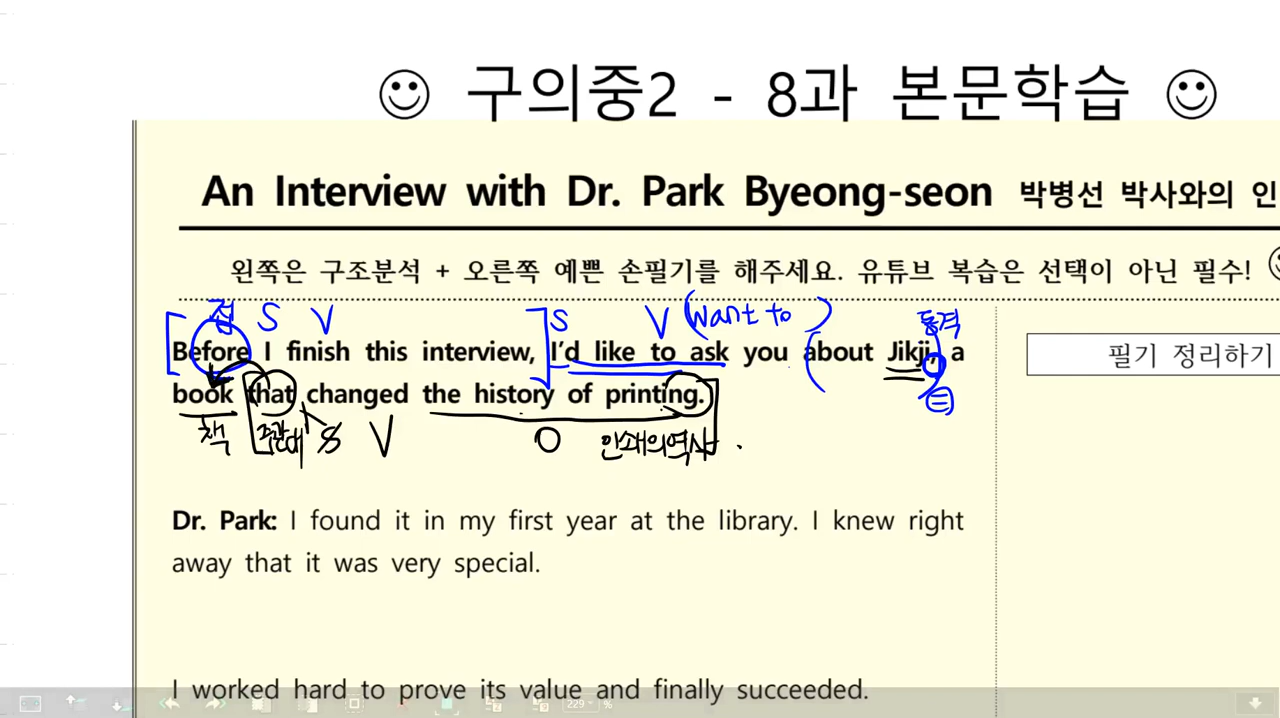 ☺ 구의중2 - 8과 본문학습 ☺
An Interview with Dr. Park Byeong-seon 박병선 박사와의 인
왼쪽은 구조분석 + 오른쪽 예쁜 손필기를 해주세요. 유튜브 복습은 선택이 아닌 필수!
접 S V S V (want to) 동격
Before I finish this interview, I'd like to ask you about Jikji, a
필기 정리하기
book that changed the history of printing.
책 주관대 S V O 인쇄의역사
Dr. Park: I found it in my first year at the library. I knew right
away that it was very special.
I worked hard to prove its value and finally succeeded.
229 %